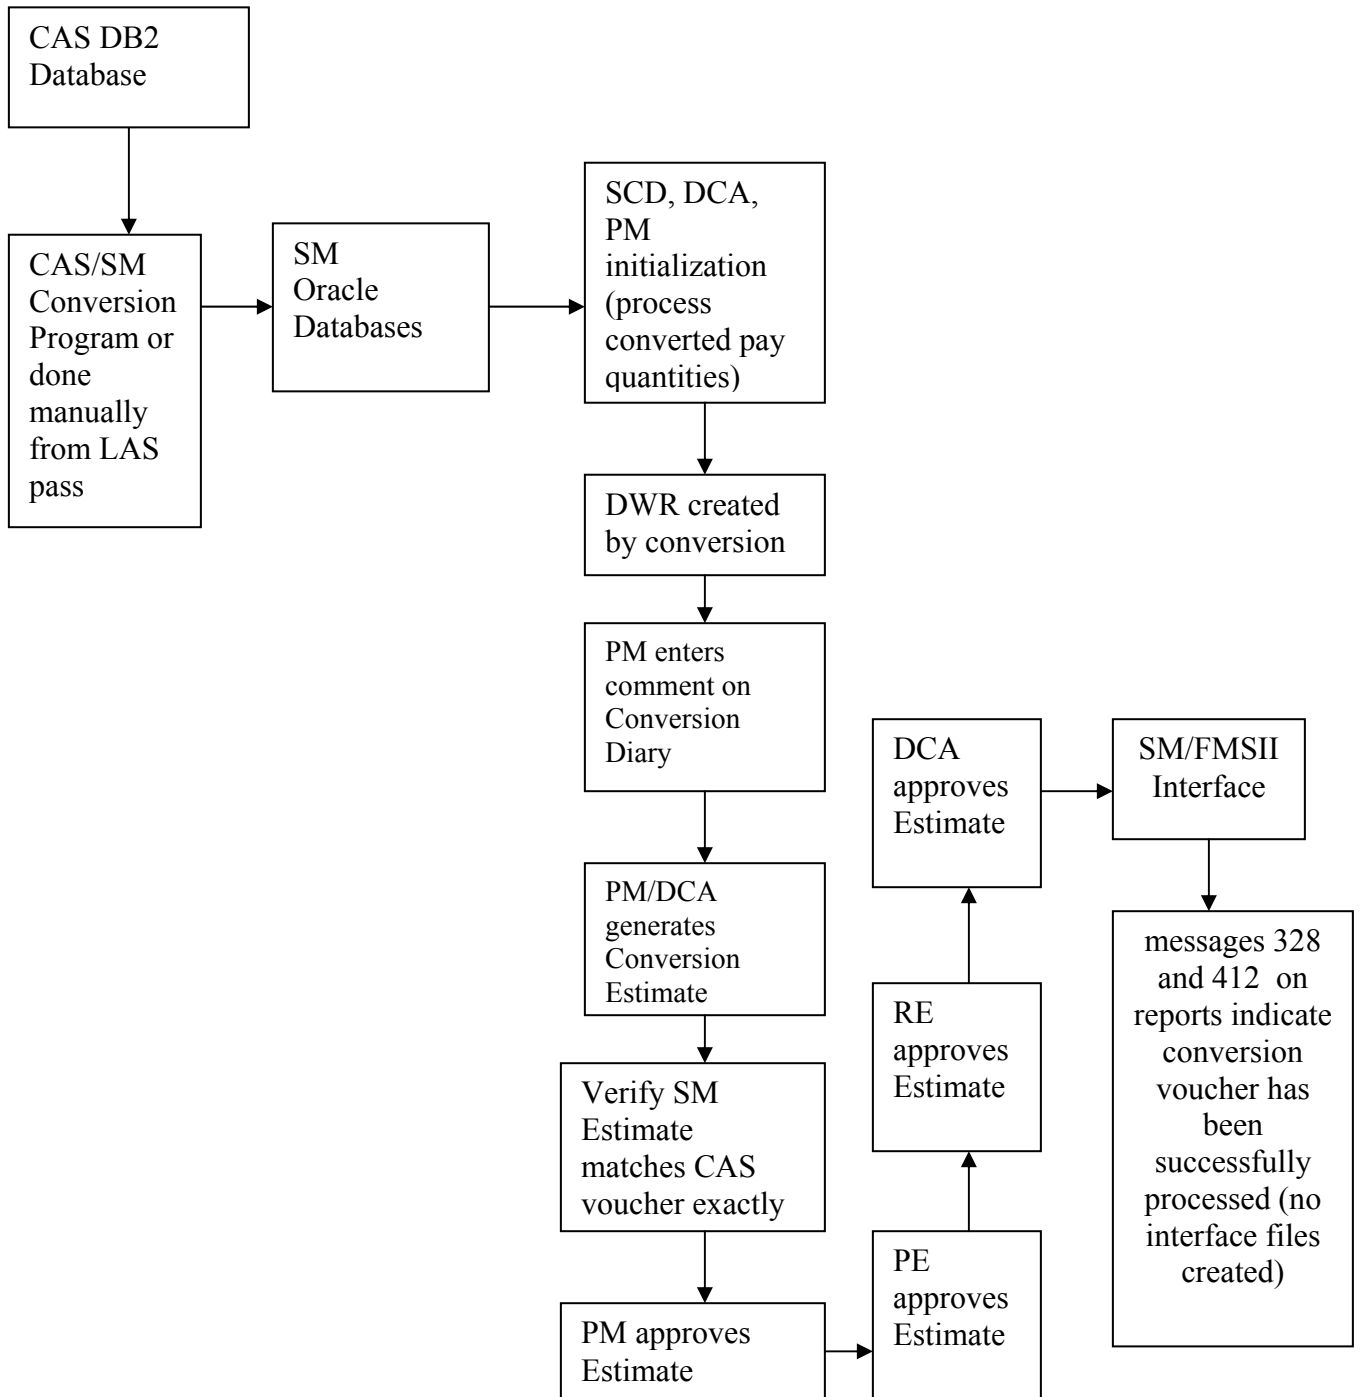 CAS DB2
Database
CAS/SM
Conversion
Program or
done
manually
from LAS
pass
SM
Oracle
Databases
SCD, DCA,
PM
initialization
(process
converted pay
quantities)
DWR created
by conversion
PM enters
comment on
Conversion
Diary
PM/DCA
generates
Conversion
Estimate
Verify SM
Estimate
matches CAS
voucher exactly
PM approves
Estimate
PE
approves
Estimate
RE
approves
Estimate
DCA
approves
Estimate
SM/FMSII
Interface
messages 328
and 412  on
reports indicate
conversion
voucher has
been
successfully
processed (no
interface files
created)